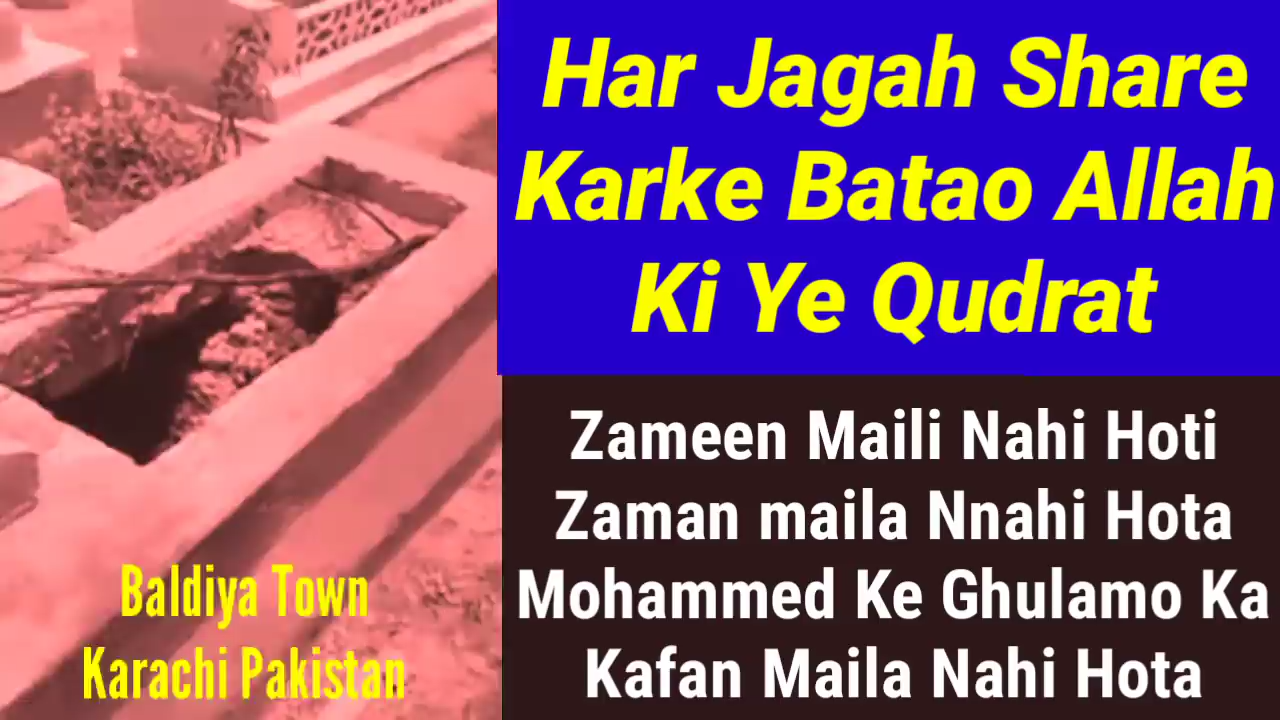 Har Jagah Share
Karke Batao Allah
Ki Ye Qudrat
Zameen Maili Nahi Hoti
Zaman maila Nnahi Hota
Mohammed Ke Ghulamo Ka
Kafan Maila Nahi Hota
Baldiya Town
Karachi Pakistan